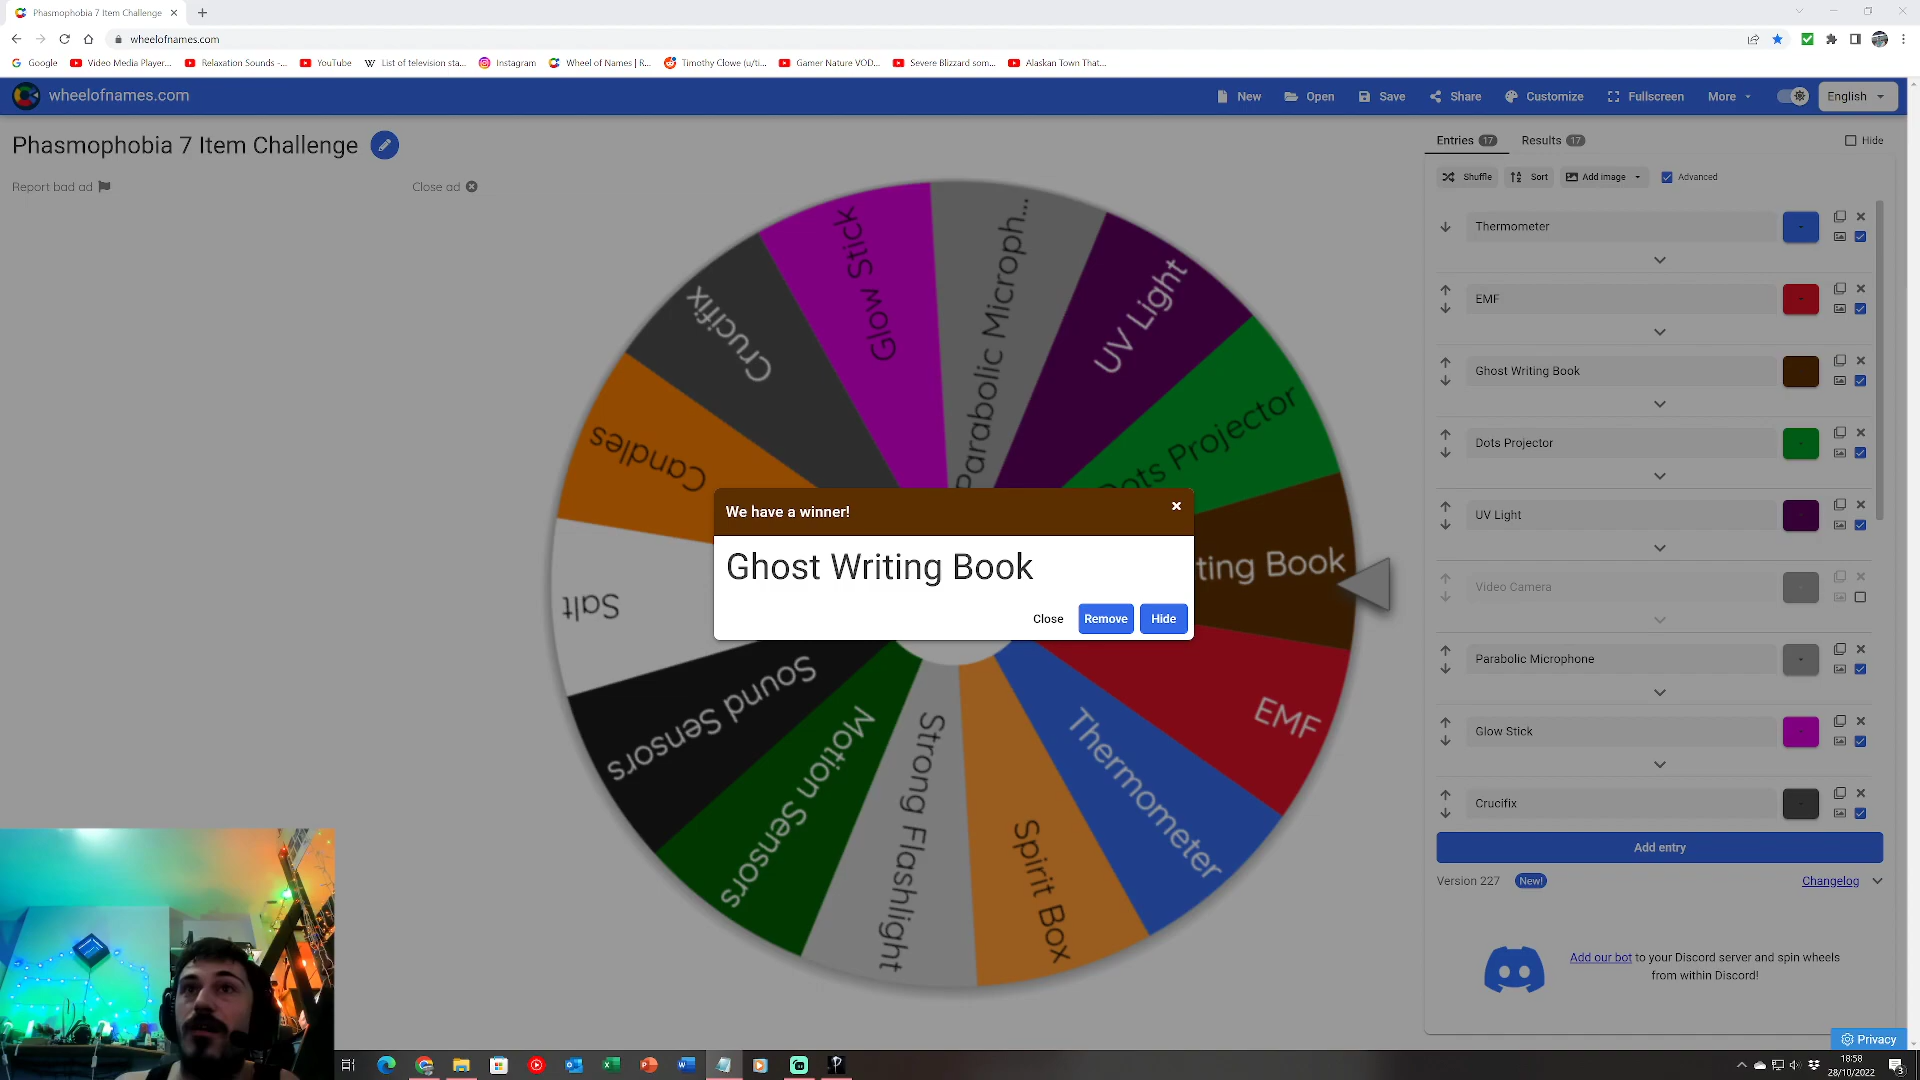 Phasmophobia 7 Item Challenge
wheelofnames.com
Google
Video Media Player...
Relaxation Sounds -...
YouTube
List of television sta...
Instagram
Wheel of Names | R...
Timothy Clowe (u/ti...
Gamer Nature VOD...
Severe Blizzard som...
Alaskan Town That...
wheelofnames.com
New
Open
Save
Share
Customize
Fullscreen
More
English
Phasmophobia 7 Item Challenge
Report bad ad
Close ad
Entries 17
Results 17
Hide
Shuffle
Sort
Add image
Advanced
Thermometer
EMF
Ghost Writing Book
Dots Projector
UV Light
Video Camera
Parabolic Microphone
Glow Stick
Crucifix
Add entry
Version 227
New!
Changelog
Add our bot to your Discord server and spin wheels
from within Discord!
Privacy
Glow Stick
Parabolic Microph...
UV Light
Dots Projector
ting Book
EMF
Thermometer
Spirit Box
Strong Flashlight
Motion Sensors
Sound Sensors
Salt
Candles
Crucifix
We have a winner!
Ghost Writing Book
Close
Remove
Hide
18:58
28/10/2022
3